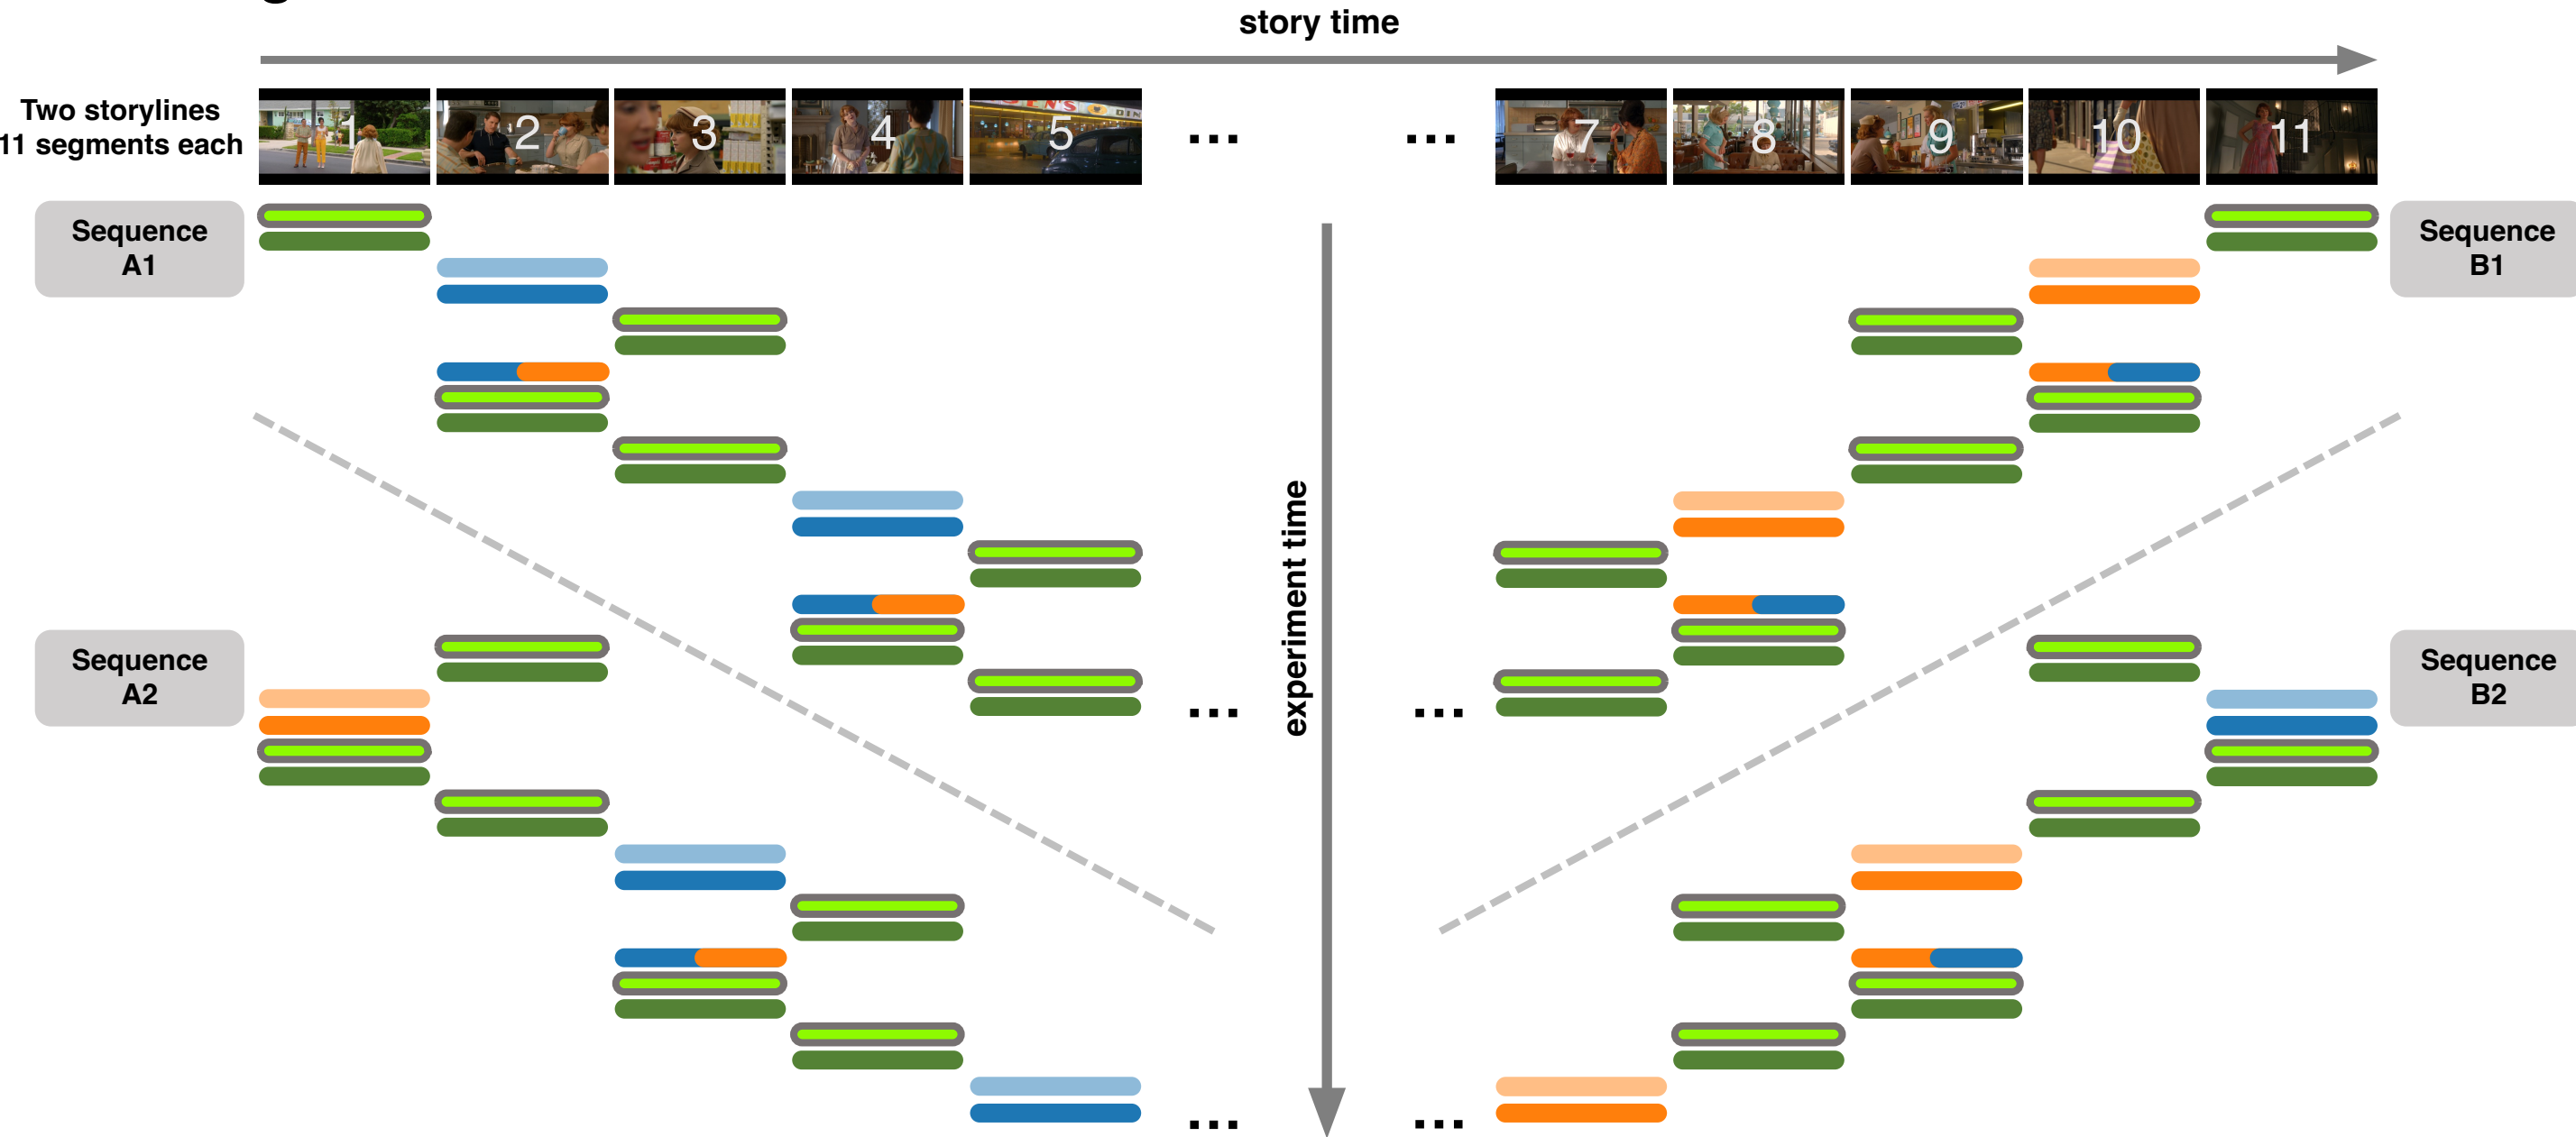 story time
Two storylines
11 segments each
1 2 3 4 5 ... ... 7 8 9 10 11
Sequence
A1
Sequence
B1
experiment time
Sequence
A2
Sequence
B2
... ...
... ...